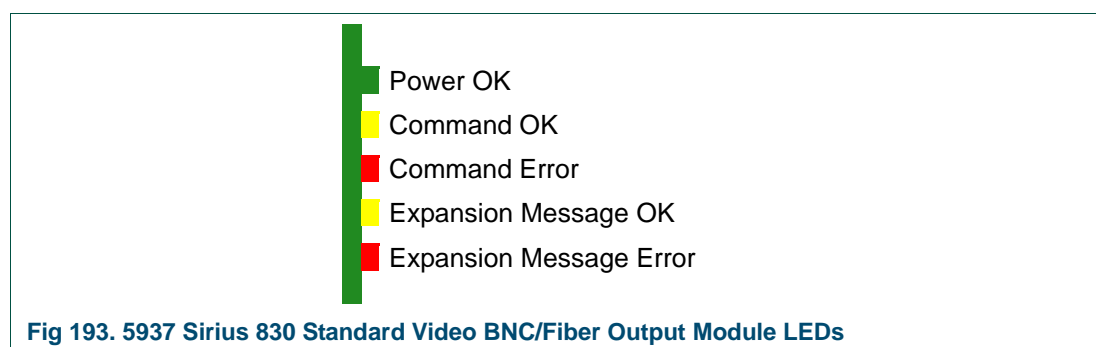 Power OK
Command OK
Command Error
Expansion Message OK
Expansion Message Error
Fig 193. 5937 Sirius 830 Standard Video BNC/Fiber Output Module LEDs